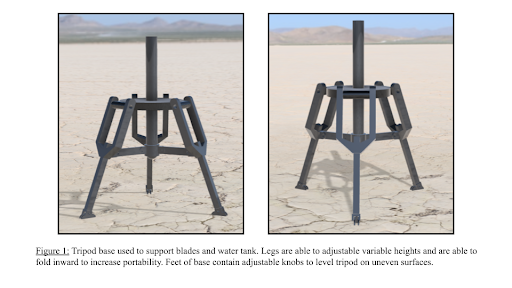 Figure 1: Tripod base used to support blades and water tank. Legs are able to adjustable variable heights and are able to
fold inward to increase portability. Feet of base contain adjustable knobs to level tripod on uneven surfaces.